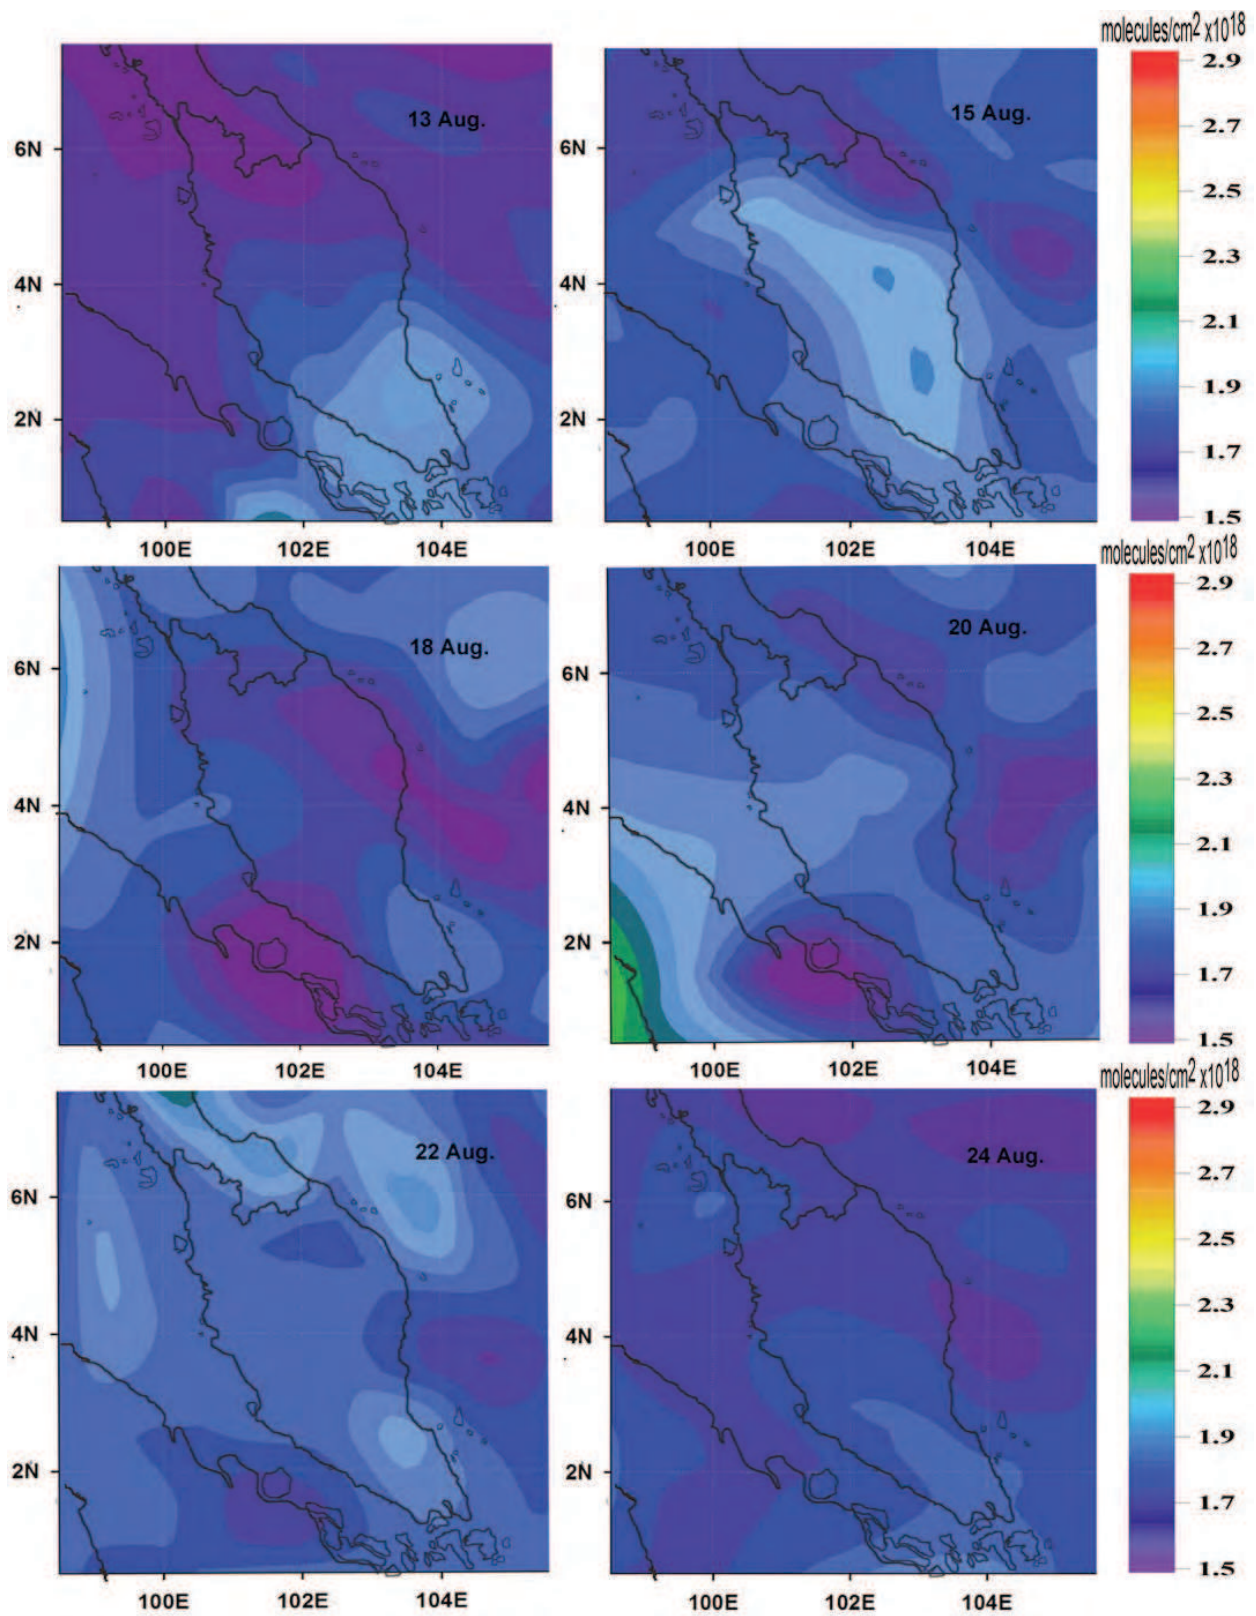 molecules/cm2 x1018
13 Aug.
15 Aug.
6N
4N
2N
100E
102E
104E
6N
4N
2N
100E
102E
104E
2.9
2.7
2.5
2.3
2.1
1.9
1.7
1.5
molecules/cm2 x1018
18 Aug.
20 Aug.
6N
4N
2N
100E
102E
104E
6N
4N
2N
100E
102E
104E
2.9
2.7
2.5
2.3
2.1
1.9
1.7
1.5
molecules/cm2 x1018
22 Aug.
24 Aug.
6N
4N
2N
100E
102E
104E
6N
4N
2N
100E
102E
104E
2.9
2.7
2.5
2.3
2.1
1.9
1.7
1.5